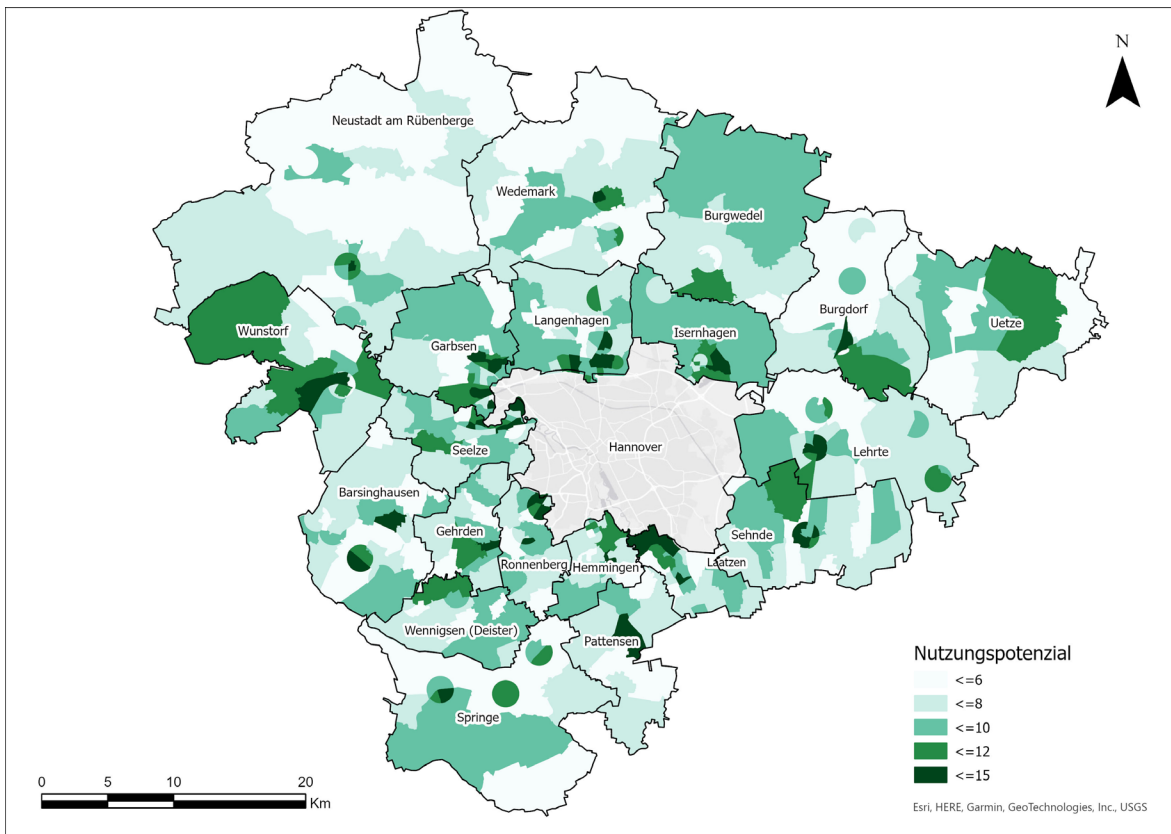 N
Neustadt am Rübenberge
Wedemark
Burgwedel
Wunstorf
Langenhagen
Isernhagen
Burgdorf
Uetze
Garbsen
Hannover
Seelze
Lehrte
Barsinghausen
Gehrden
Sehnde
Ronnenberg
Hemmingen
Laatzen
Wennigsen (Deister)
Pattensen
Springe
Nutzungspotenzial
<=6
<=8
<=10
<=12
<=15
0 5 10 20
Km
Esri, HERE, Garmin, GeoTechnologies, Inc., USGS